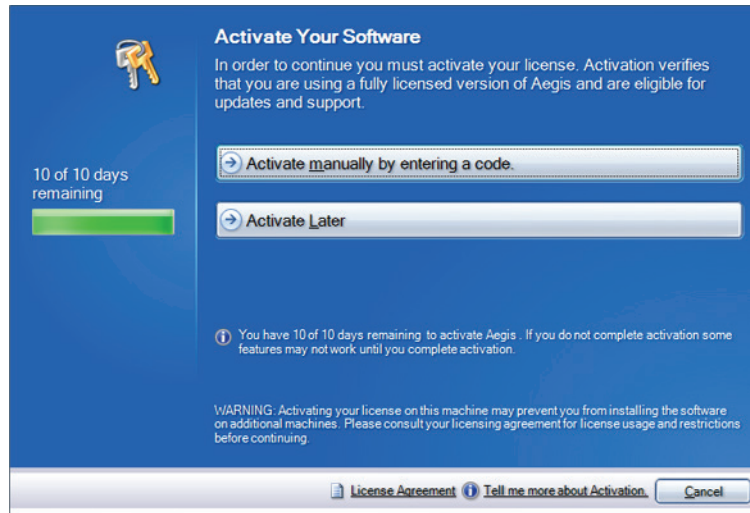 Activate Your Software
In order to continue you must activate your license. Activation verifies
that you are using a fully licensed version of Aegis and are eligible for
updates and support.
10 of 10 days
remaining
Activate manually by entering a code.
Activate Later
You have 10 of 10 days remaining to activate Aegis . If you do not complete activation some
features may not work until you complete activation.
WARNING: Activating your license on this machine may prevent you from installing the software
on additional machines. Please consult your licensing agreement for license usage and restrictions
before continuing.
License Agreement Tell me more about Activation. Cancel